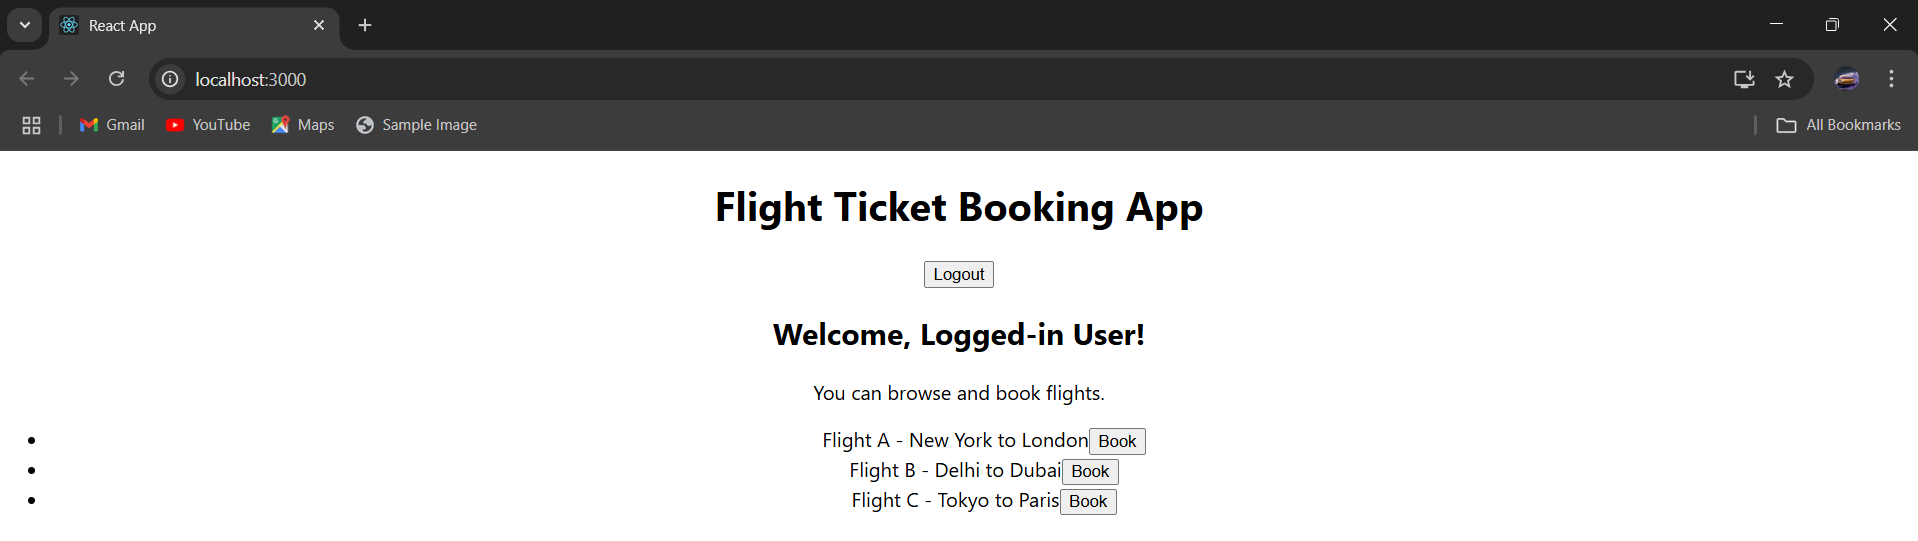 React App
localhost:3000
Gmail YouTube Maps Sample Image All Bookmarks
Flight Ticket Booking App
Logout
Welcome, Logged-in User!
You can browse and book flights.
• Flight A - New York to London Book
• Flight B - Delhi to Dubai Book
• Flight C - Tokyo to Paris Book